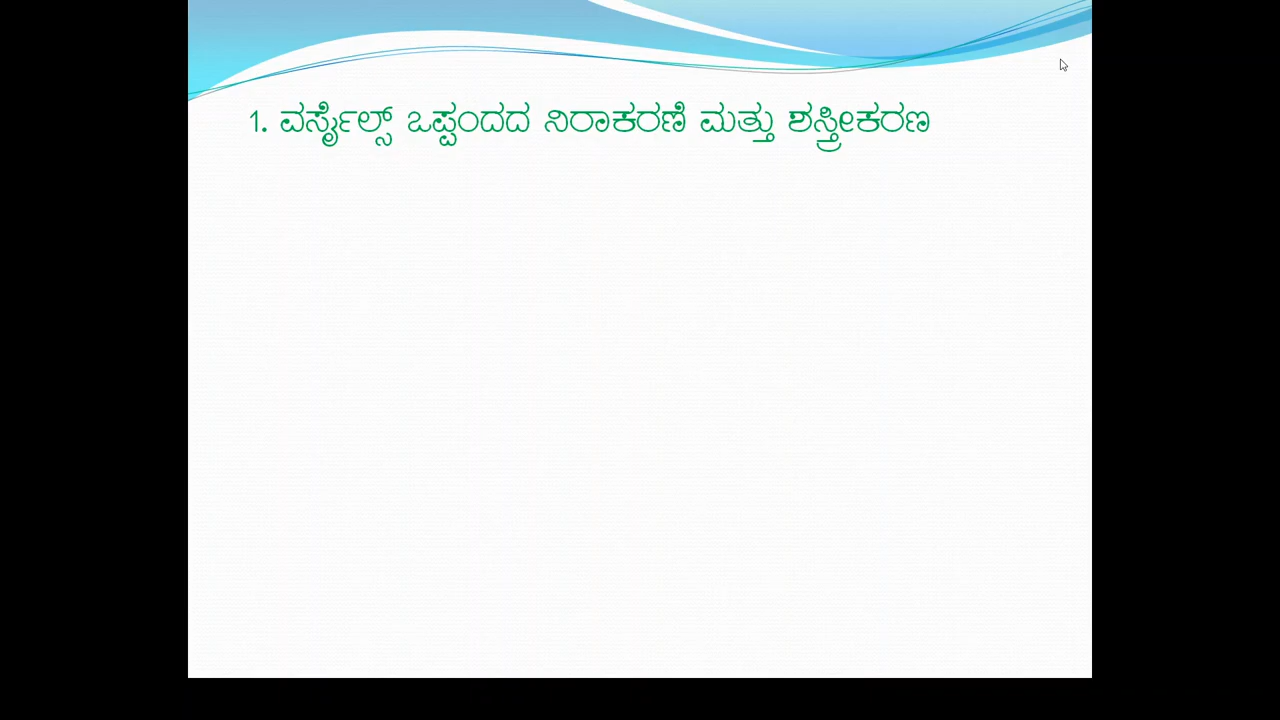 1. ವರ್ಸೈಲ್ಸ್ ಒಪ್ಪಂದದ ನಿರಾಕರಣೆ ಮತ್ತು ಶಸ್ತ್ರೀಕರಣ